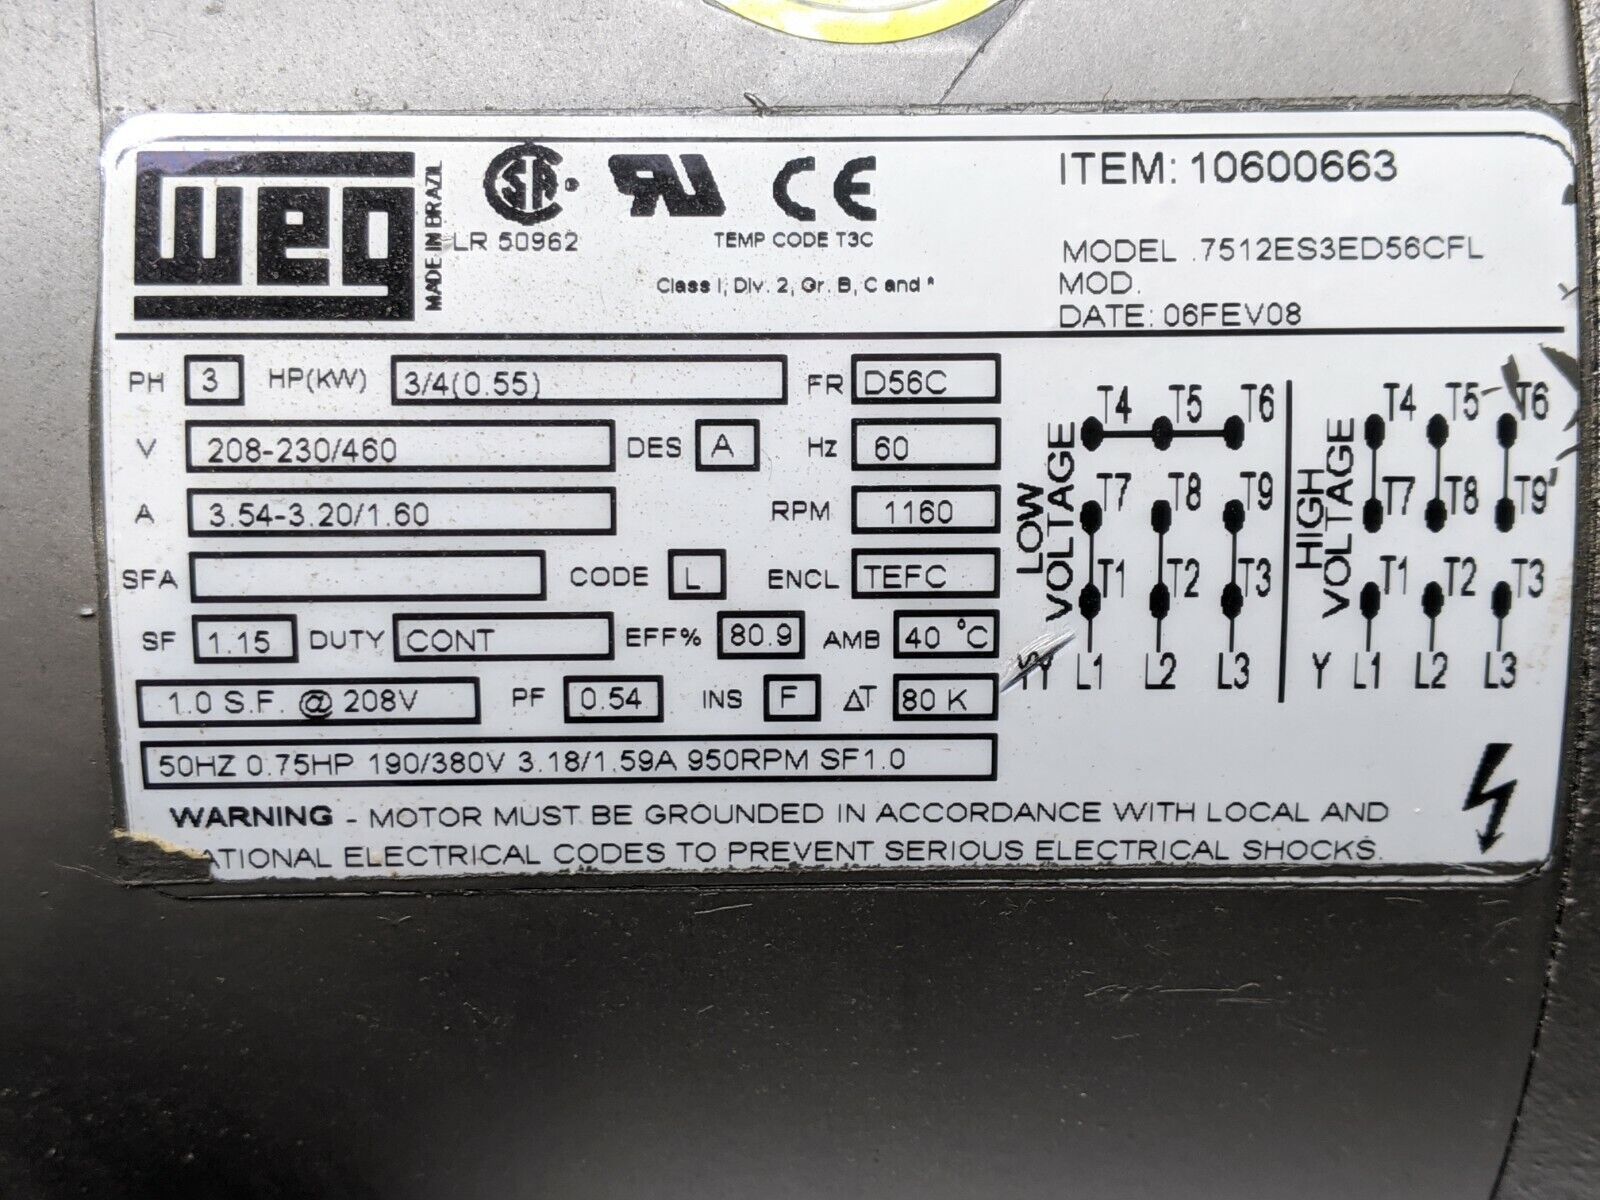 WEG
MADE IN BRAZIL
CSA
LR 50962
TEMP CODE T3C
Class I, Div. 2, Gr. B, C and *
ITEM: 10600663
MODEL .7512ES3ED56CFL
MOD.
DATE: 06FEV08
PH 3 HP(KW) 3/4(0.55) FR D56C
V 208-230/460 DES A Hz 60
A 3.54-3.20/1.60 RPM 1160
SFA CODE L ENCL TEFC
SF 1.15 DUTY CONT EFF% 80.9 AMB 40 °C
1.0 S.F. @ 208V PF 0.54 INS F ΔT 80 K
50HZ 0.75HP 190/380V 3.18/1.59A 950RPM SF1.0
LOW VOLTAGE
T4 T5 T6
T7 T8 T9
T1 T2 T3
YY L1 L2 L3
HIGH VOLTAGE
T4 T5 T6
T7 T8 T9
T1 T2 T3
Y L1 L2 L3
WARNING - MOTOR MUST BE GROUNDED IN ACCORDANCE WITH LOCAL AND
ATIONAL ELECTRICAL CODES TO PREVENT SERIOUS ELECTRICAL SHOCKS.